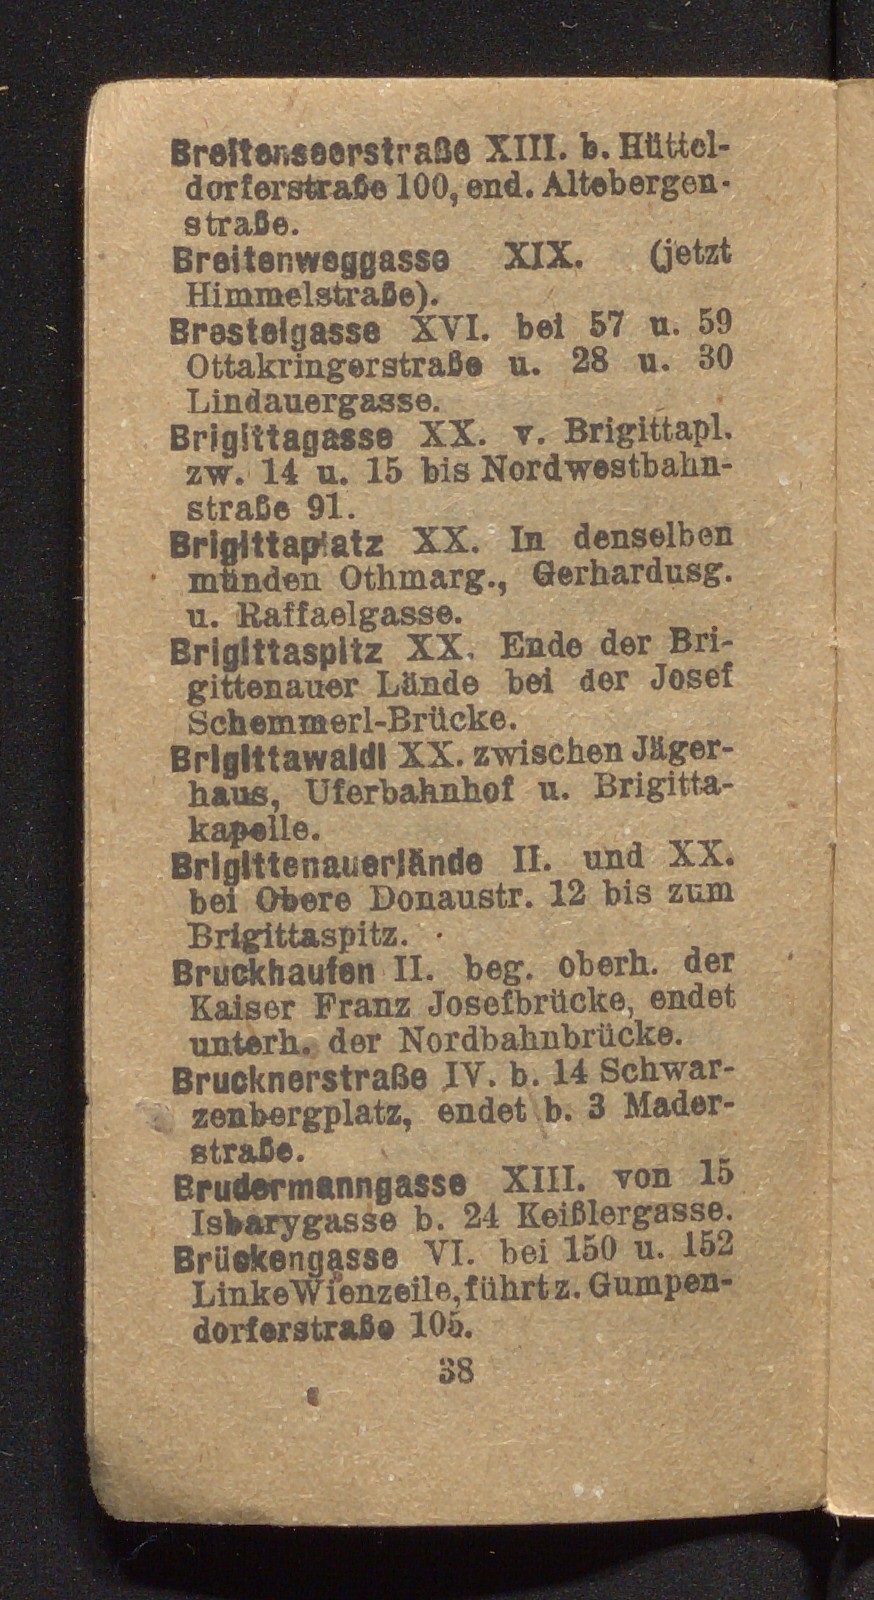 Breitenseerstraße XIII. b. Hüttel-
dorferstraße 100, end. Altebergen-
straße.
Breitenweggasse XIX. (jetzt
Himmelstraße).
Brestelgasse XVI. bei 57 u. 59
Ottakringerstraße u. 28 u. 30
Lindauergasse.
Brigittagasse XX. v. Brigittapl.
zw. 14 u. 15 bis Nordwestbahn-
straße 91.
Brigittaplatz XX. In denselben
münden Othmarg., Gerhardusg.
u. Raffaelgasse.
Brigittaspitz XX. Ende der Bri-
gittenauer Lände bei der Josef
Schemmerl-Brücke.
Brigittawaldl XX. zwischen Jäger-
haus, Uferbahnhof u. Brigitta-
kapelle.
Brigittenauerlände II. und XX.
bei Obere Donaustr. 12 bis zum
Brigittaspitz.
Bruckhaufen II. beg. oberh. der
Kaiser Franz Josefbrücke, endet
unterh. der Nordbahnbrücke.
Brucknerstraße IV. b. 14 Schwar-
zenbergplatz, endet b. 3 Mader-
straße.
Brudermanngasse XIII. von 15
Isbarygasse b. 24 Keißlergasse.
Brückengasse VI. bei 150 u. 152
Linke Wienzeile, führt z. Gumpen-
dorferstraße 105.
38